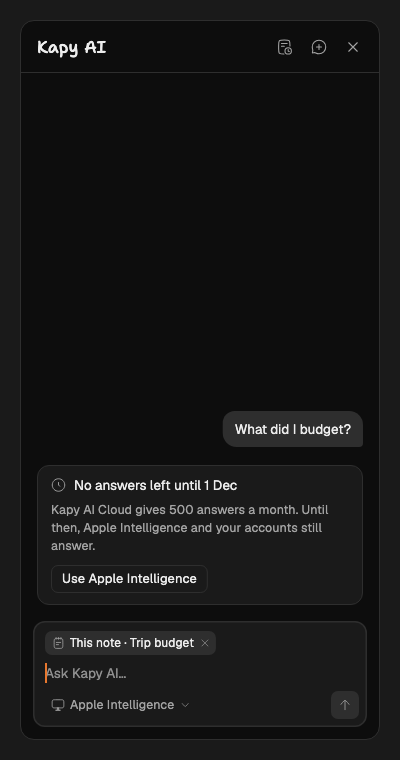 Kapy AI
What did I budget?
No answers left until 1 Dec
Kapy AI Cloud gives 500 answers a month. Until
then, Apple Intelligence and your accounts still
answer.
Use Apple Intelligence
This note · Trip budget
Ask Kapy AI...
Apple Intelligence